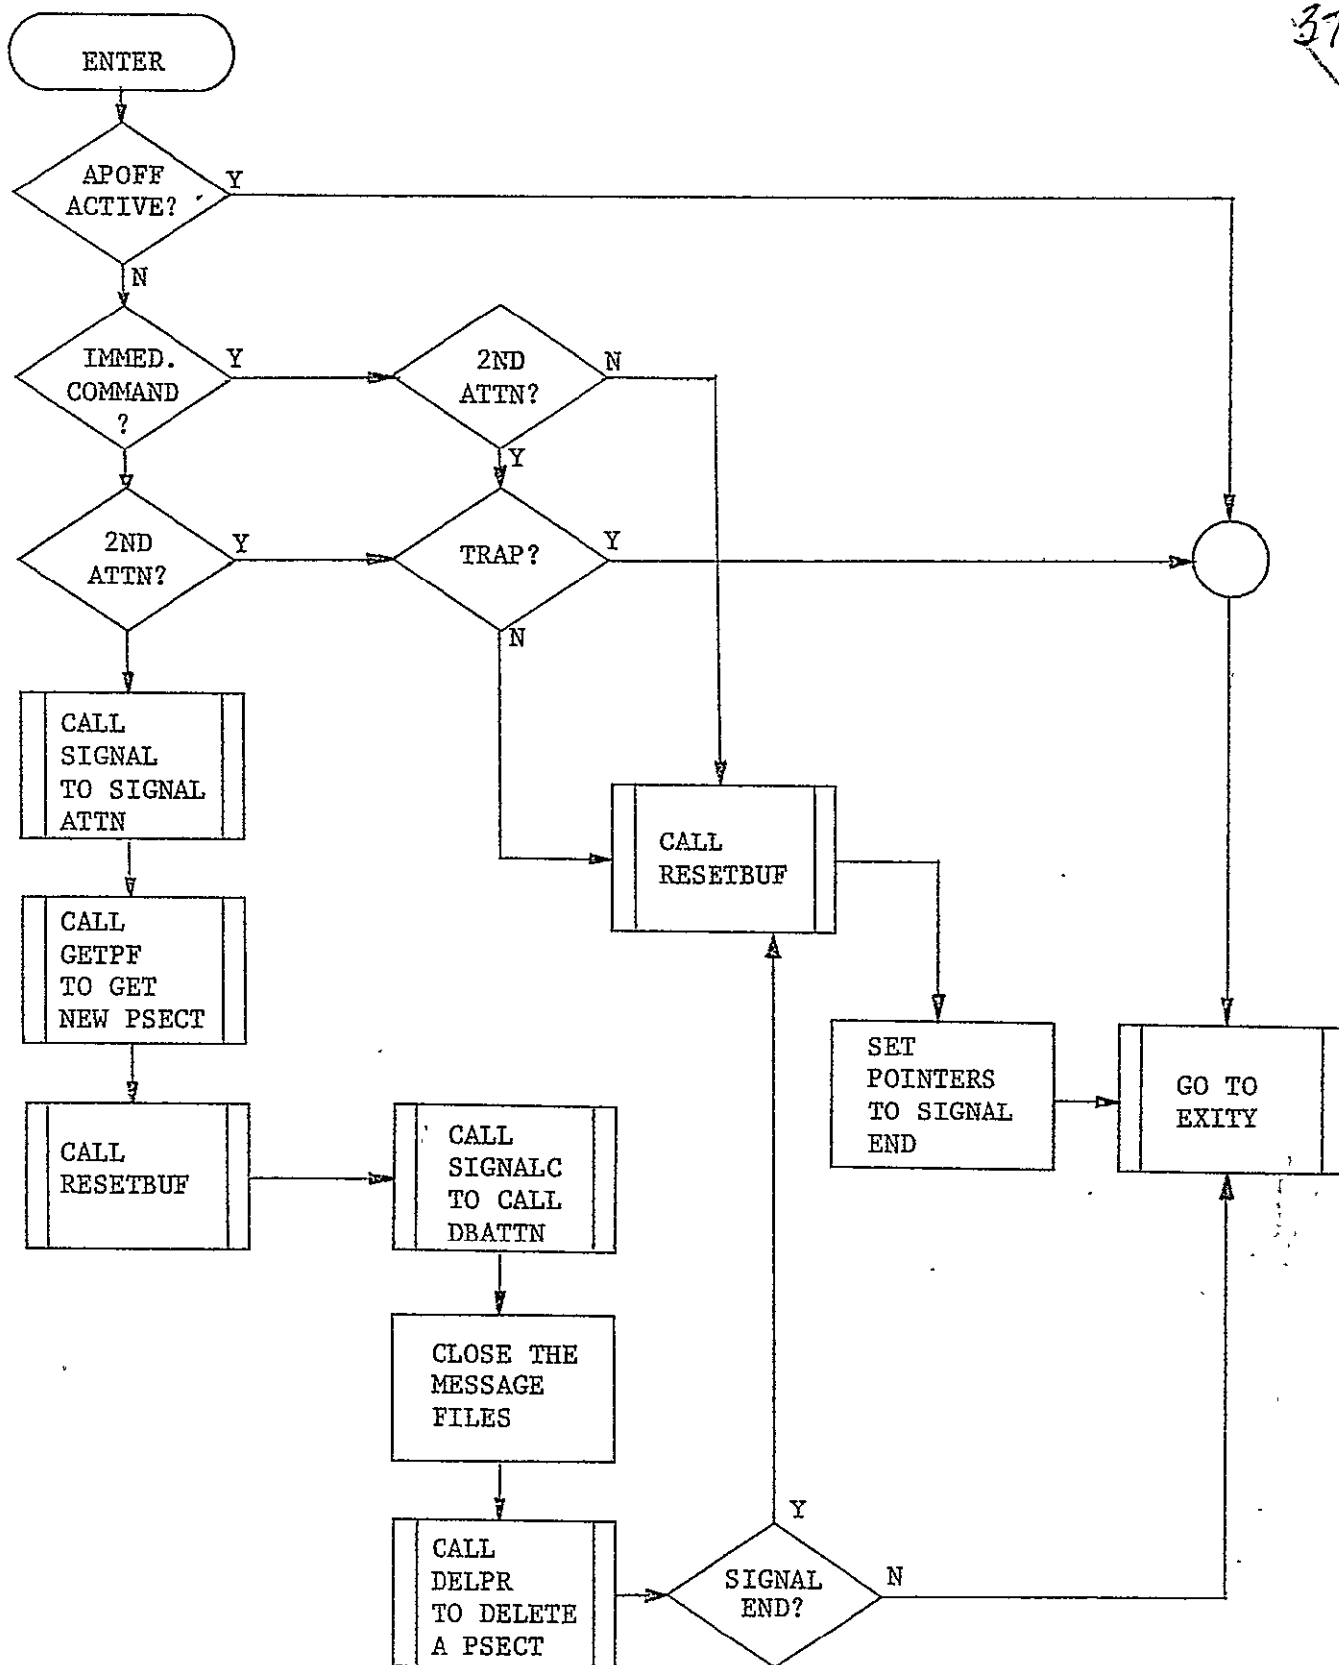 37
ENTER
APOFF
ACTIVE?
Y
N
IMMED.
COMMAND
?
Y
2ND
ATTN?
N
Y
2ND
ATTN?
Y
TRAP?
Y
N
CALL
SIGNAL
TO SIGNAL
ATTN
CALL
RESETBUF
CALL
GETPF
TO GET
NEW PSECT
SET
POINTERS
TO SIGNAL
END
GO TO
EXITY
CALL
RESETBUF
CALL
SIGNALC
TO CALL
DBATTN
CLOSE THE
MESSAGE
FILES
CALL
DELPR
TO DELETE
A PSECT
Y
SIGNAL
END?
N